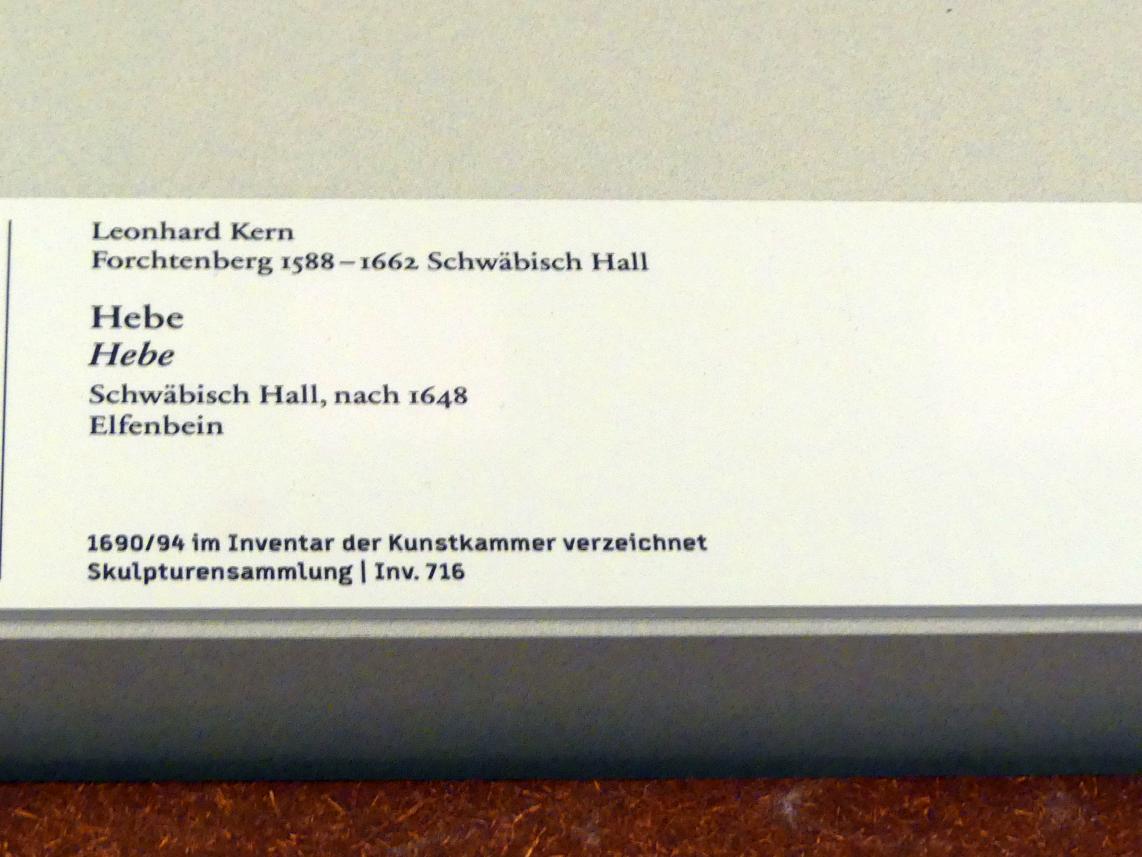 Leonhard Kern
Forchtenberg 1588–1662 Schwäbisch Hall
Hebe
Hebe
Schwäbisch Hall, nach 1648
Elfenbein
1690/94 im Inventar der Kunstkammer verzeichnet
Skulpturensammlung | Inv. 716